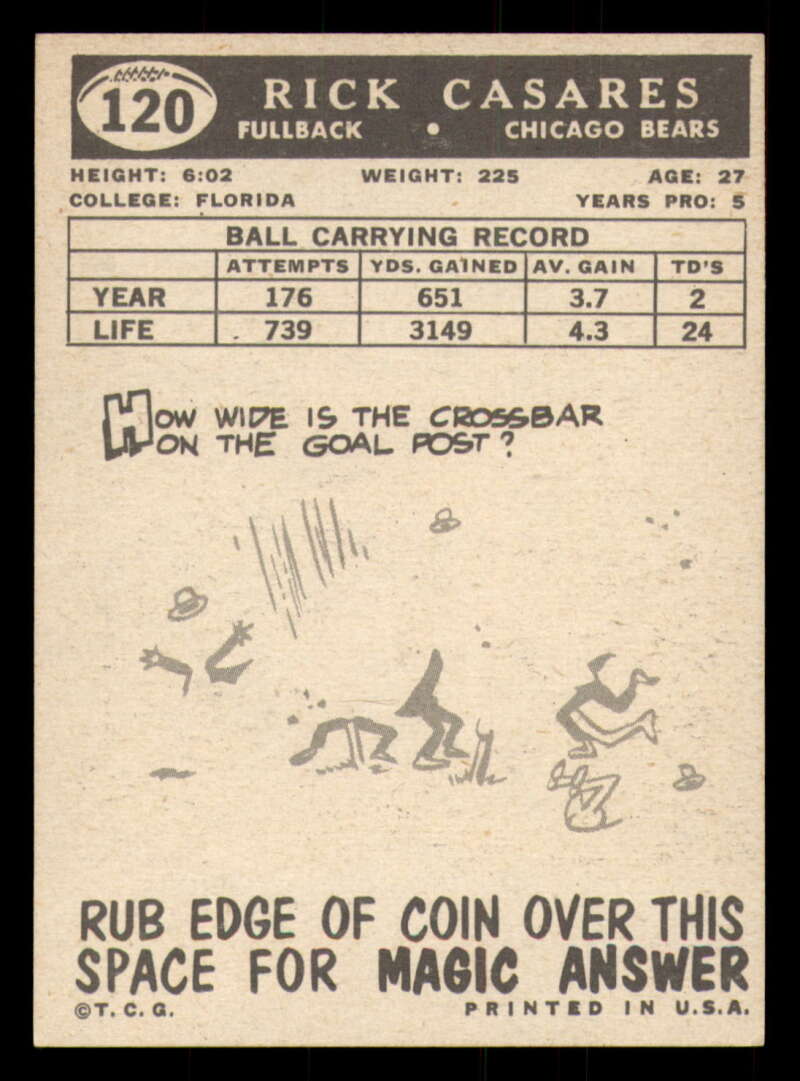 120
RICK CASARES
FULLBACK • CHICAGO BEARS
HEIGHT: 6:02 WEIGHT: 225 AGE: 27
COLLEGE: FLORIDA YEARS PRO: 5
BALL CARRYING RECORD
ATTEMPTS YDS. GAINED AV. GAIN TD'S
YEAR 176 651 3.7 2
LIFE 739 3149 4.3 24
HOW WIDE IS THE CROSSBAR
ON THE GOAL POST?
RUB EDGE OF COIN OVER THIS
SPACE FOR MAGIC ANSWER
©T.C.G. PRINTED IN U.S.A.